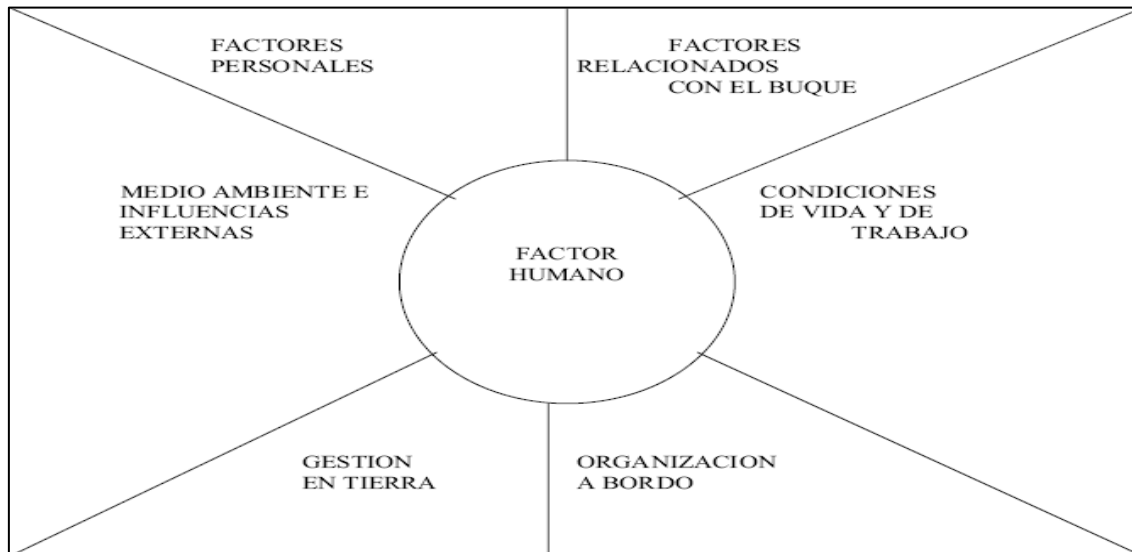 FACTORES
PERSONALES
FACTORES
RELACIONADOS
CON EL BUQUE
MEDIO AMBIENTE E
INFLUENCIAS
EXTERNAS
CONDICIONES
DE VIDA Y DE
TRABAJO
FACTOR
HUMANO
GESTION
EN TIERRA
ORGANIZACION
A BORDO